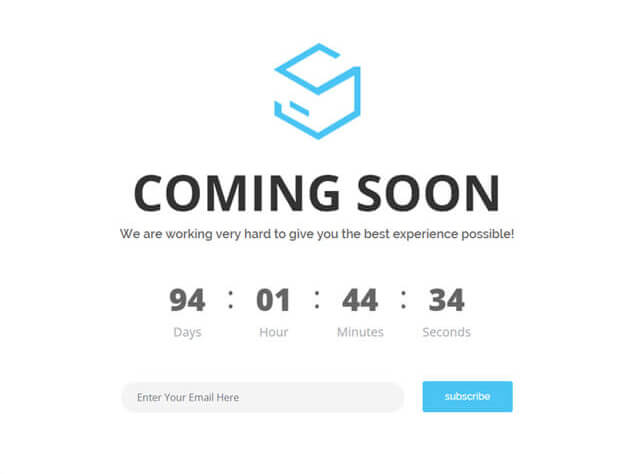 COMING SOON
We are working very hard to give you the best experience possible!
94 : 01 : 44 : 34
Days Hour Minutes Seconds
Enter Your Email Here subscribe